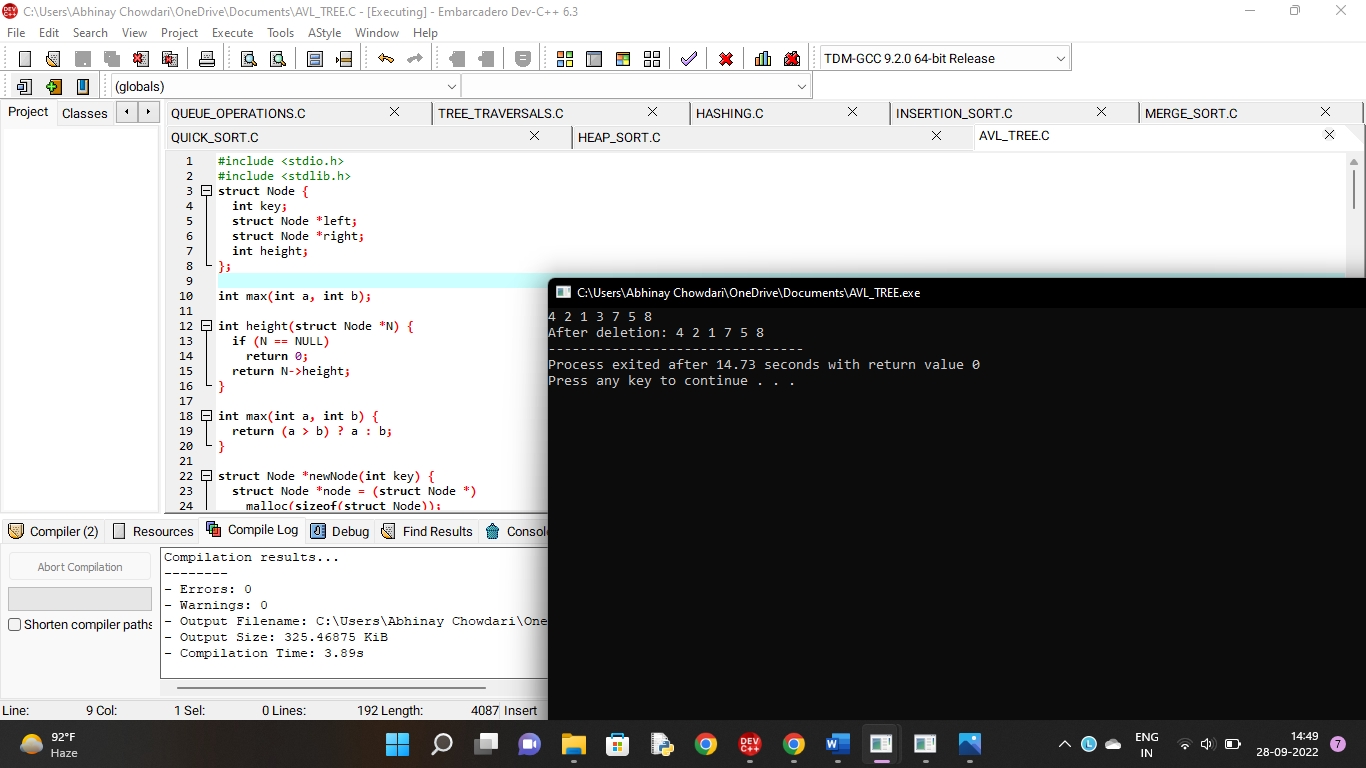 C:\Users\Abhinay Chowdari\OneDrive\Documents\AVL_TREE.C - [Executing] - Embarcadero Dev-C++ 6.3
File Edit Search View Project Execute Tools AStyle Window Help
TDM-GCC 9.2.0 64-bit Release
(globals)
Project Classes
QUEUE_OPERATIONS.C TREE_TRAVERSALS.C HASHING.C INSERTION_SORT.C MERGE_SORT.C
QUICK_SORT.C HEAP_SORT.C AVL_TREE.C
1 #include <stdio.h>
2 #include <stdlib.h>
3 struct Node {
4 int key;
5 struct Node *left;
6 struct Node *right;
7 int height;
8 };
9
10 int max(int a, int b);
11
12 int height(struct Node *N) {
13 if (N == NULL)
14 return 0;
15 return N->height;
16 }
17
18 int max(int a, int b) {
19 return (a > b) ? a : b;
20 }
21
22 struct Node *newNode(int key) {
23 struct Node *node = (struct Node *)
24 malloc(sizeof(struct Node));
C:\Users\Abhinay Chowdari\OneDrive\Documents\AVL_TREE.exe
4 2 1 3 7 5 8
After deletion: 4 2 1 7 5 8
--------------------------------
Process exited after 14.73 seconds with return value 0
Press any key to continue . . .
Compiler (2) Resources Compile Log Debug Find Results Console
Abort Compilation
Shorten compiler paths
Compilation results...
--------
- Errors: 0
- Warnings: 0
- Output Filename: C:\Users\Abhinay Chowdari\One
- Output Size: 325.46875 KiB
- Compilation Time: 3.89s
Line: 9 Col: 1 Sel: 0 Lines: 192 Length: 4087 Insert
92°F
Haze
DEV C++
L
ENG
IN
14:49
28-09-2022
7